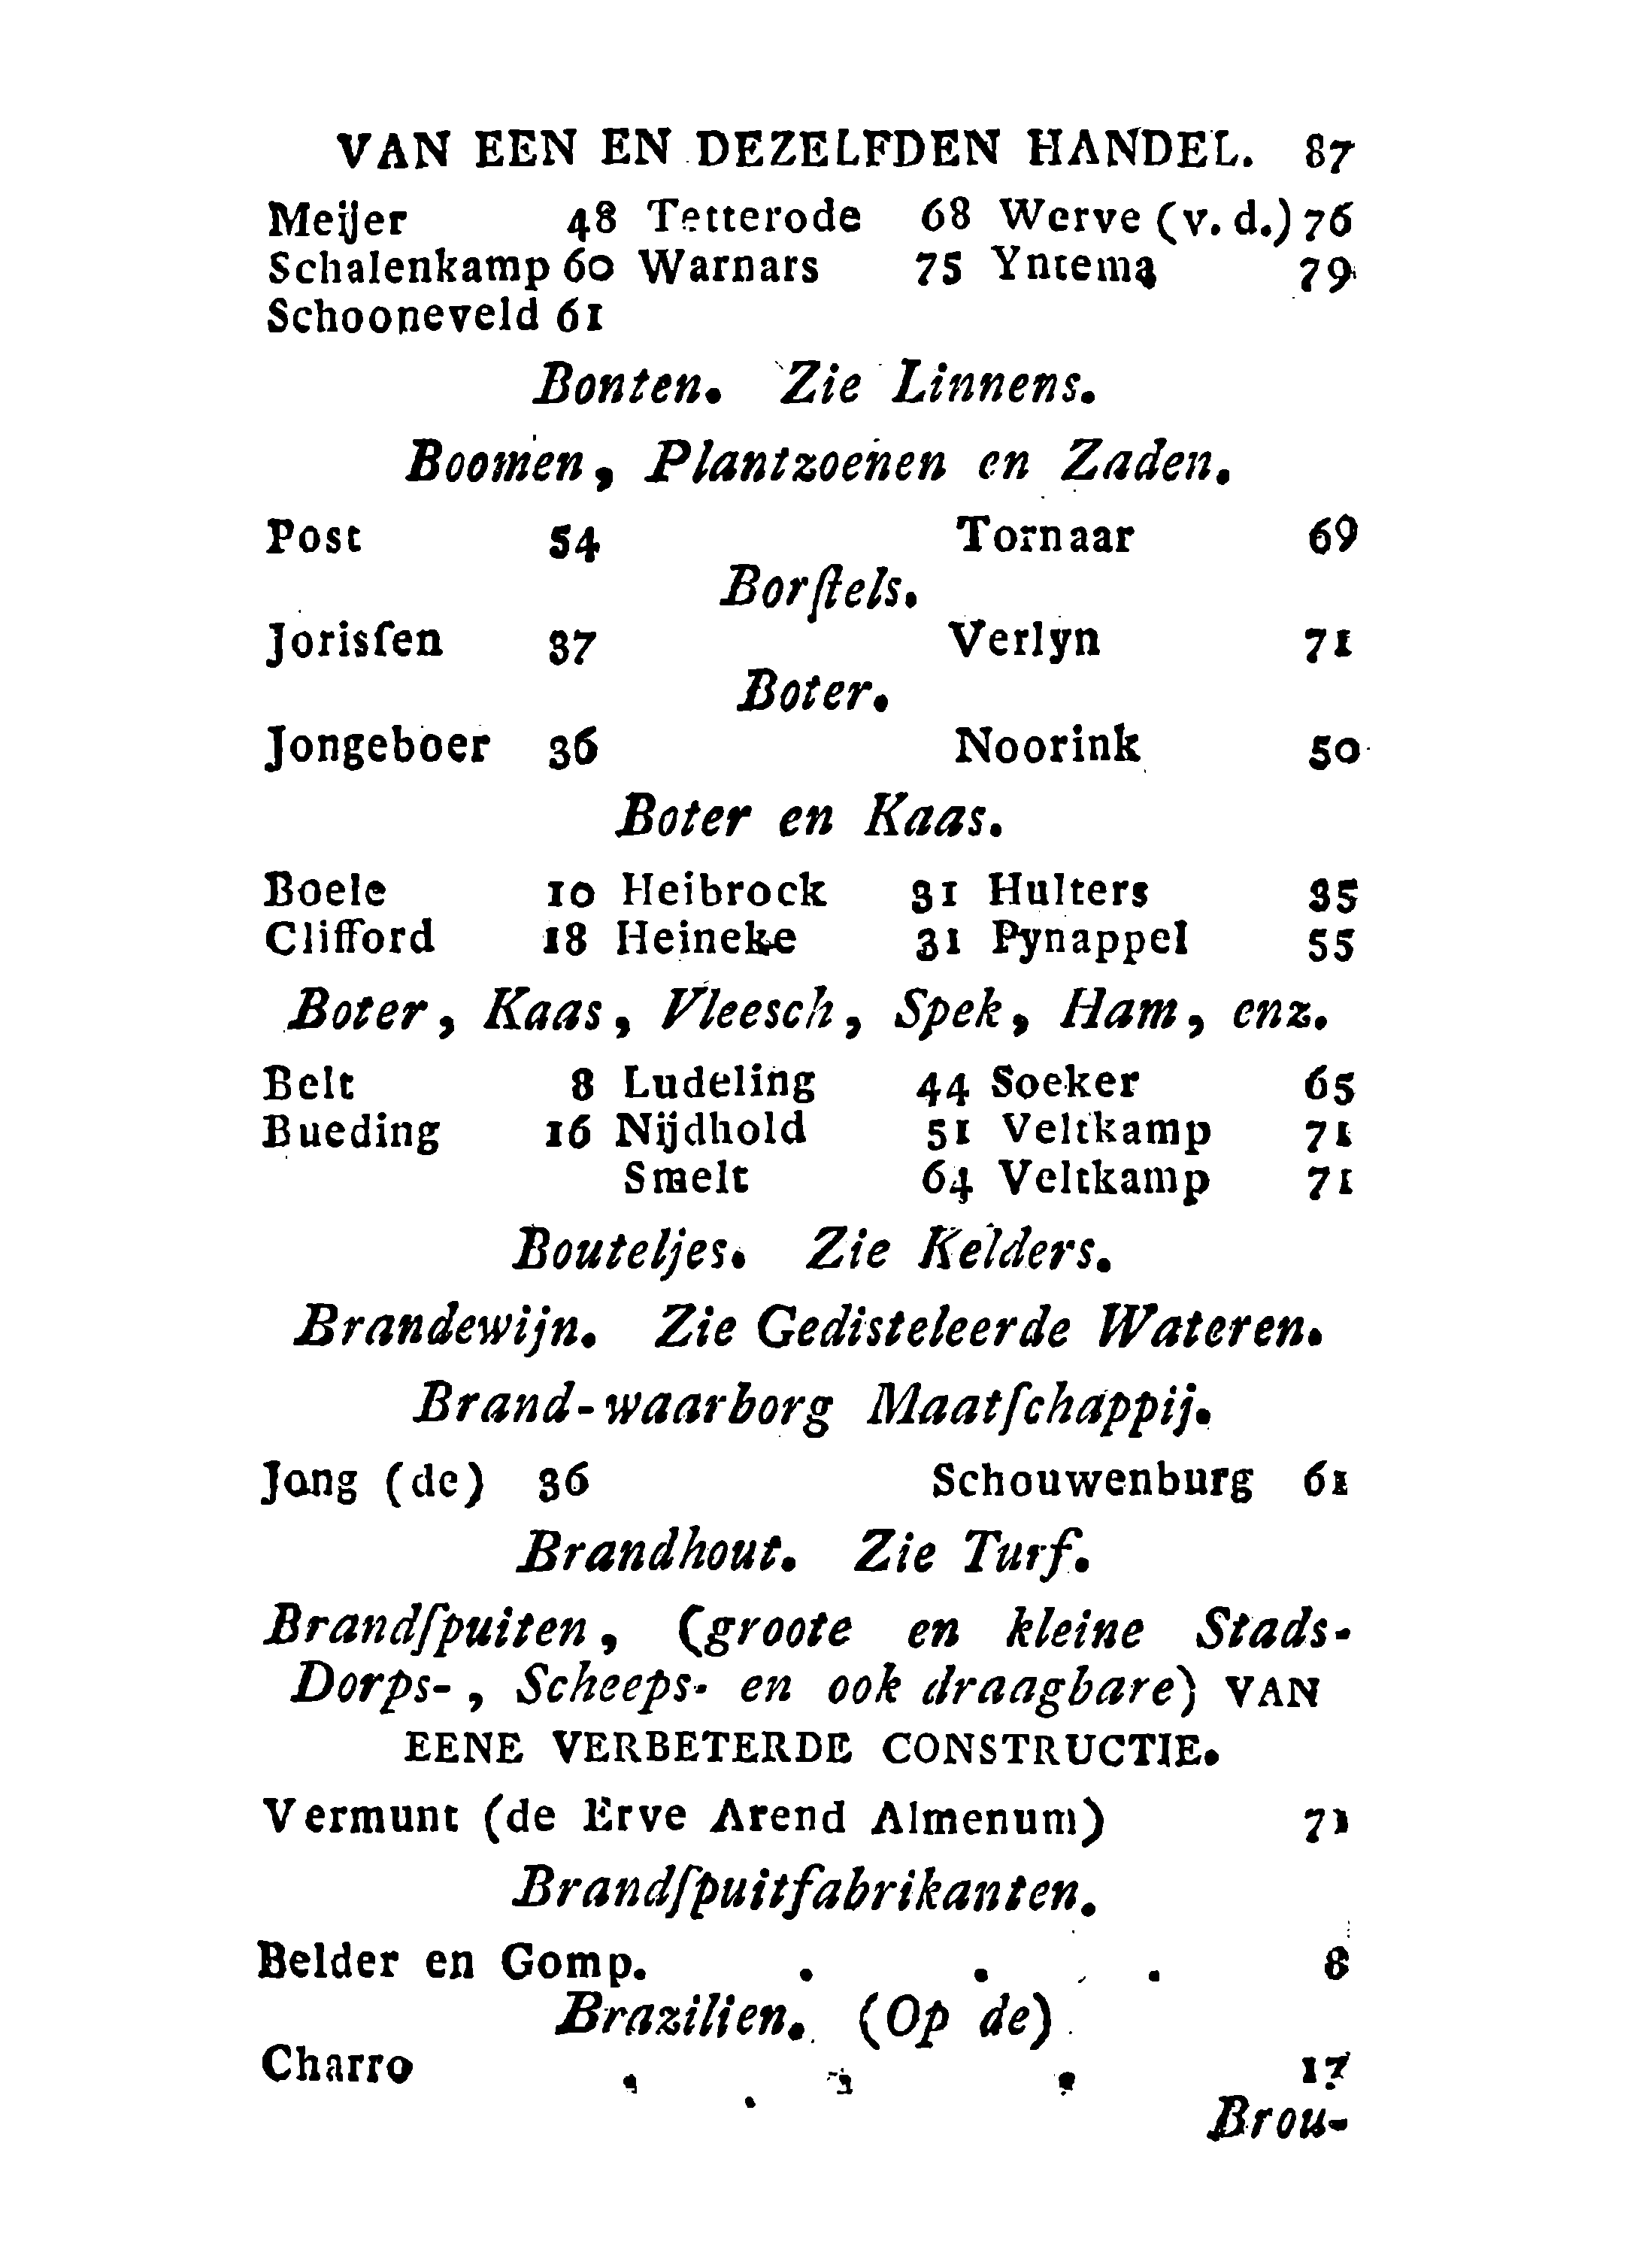 VAN EEN EN DEZELFDEN HANDEL. 87
Meijer 48 Tetterode 68 Werve (v. d.) 76
Schalenkamp 60 Warnars 75 Yntema 79
Schooneveld 61
Bonten. Zie Linnens.
Boomen, Plantzoenen en Zaden.
Post 54 Tornaar 69
Borſtels.
Jorisſen 37 Verlyn 71
Boter.
Jongeboer 36 Noorink 50
Boter en Kaas.
Boele 10 Heibrock 31 Hulters 35
Clifford 18 Heineke 31 Pynappel 55
Boter, Kaas, Vleesch, Spek, Ham, enz.
Belt 8 Ludeling 44 Soeker 65
Bueding 16 Nijdhold 51 Veltkamp 71
Smelt 64 Veltkamp 71
Bouteljes. Zie Kelders.
Brandewijn. Zie Gedisteleerde Wateren.
Brand-waarborg Maatſchappij.
Jong (de) 36 Schouwenburg 61
Brandhout. Zie Turf.
Brandſpuiten, (groote en kleine Stads-
Dorps-, Scheeps- en ook draagbare) VAN
EENE VERBETERDE CONSTRUCTIE.
Vermunt (de Erve Arend Almenum) 71
Brandſpuitfabrikanten.
Belder en Gomp. . . . 8
Brazilien. (Op de)
Charro . . . 17
Brou-